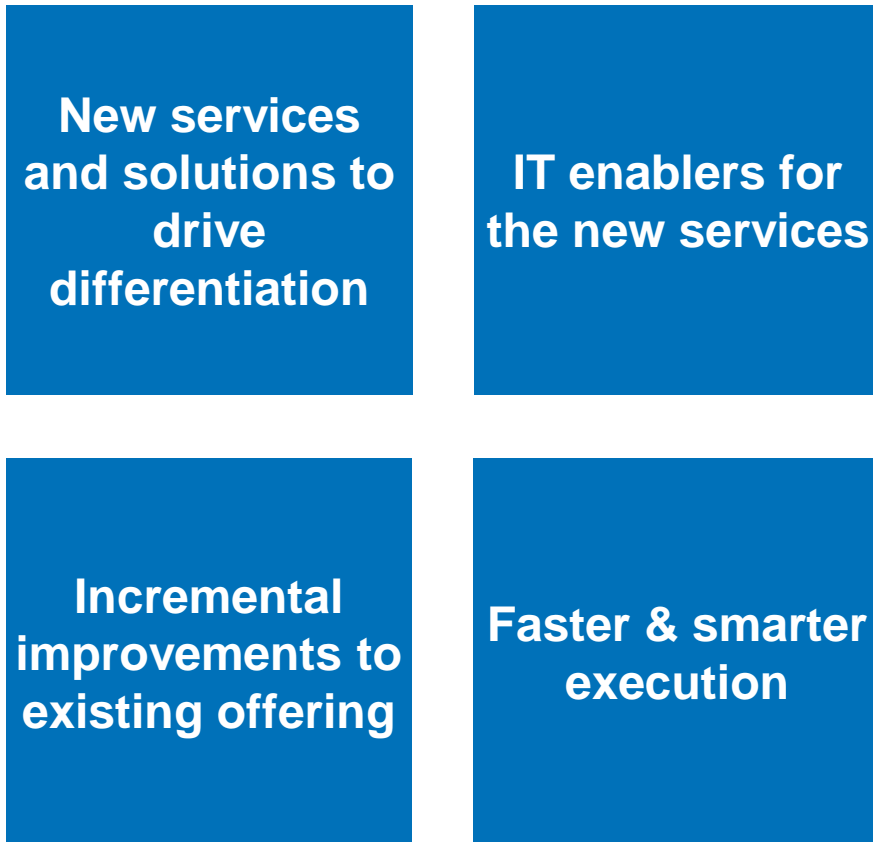 New services
and solutions to
drive
differentiation
IT enablers for
the new services
Incremental
improvements to
existing offering
Faster & smarter
execution